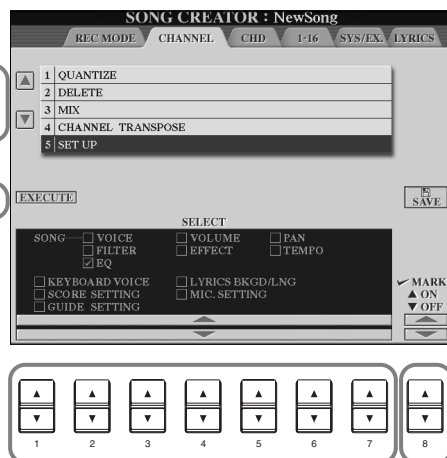 SONG CREATOR : NewSong
REC MODE CHANNEL CHD 1-16 SYS/EX. LYRICS
1 QUANTIZE
2 DELETE
3 MIX
4 CHANNEL TRANSPOSE
5 SET UP
EXECUTE
SAVE
SELECT
SONG VOICE VOLUME PAN
FILTER EFFECT TEMPO
EQ
KEYBOARD VOICE LYRICS BKGD/LNG
SCORE SETTING MIC. SETTING
GUIDE SETTING
MARK
▲ ON
▼ OFF
1 2 3 4 5 6 7 8